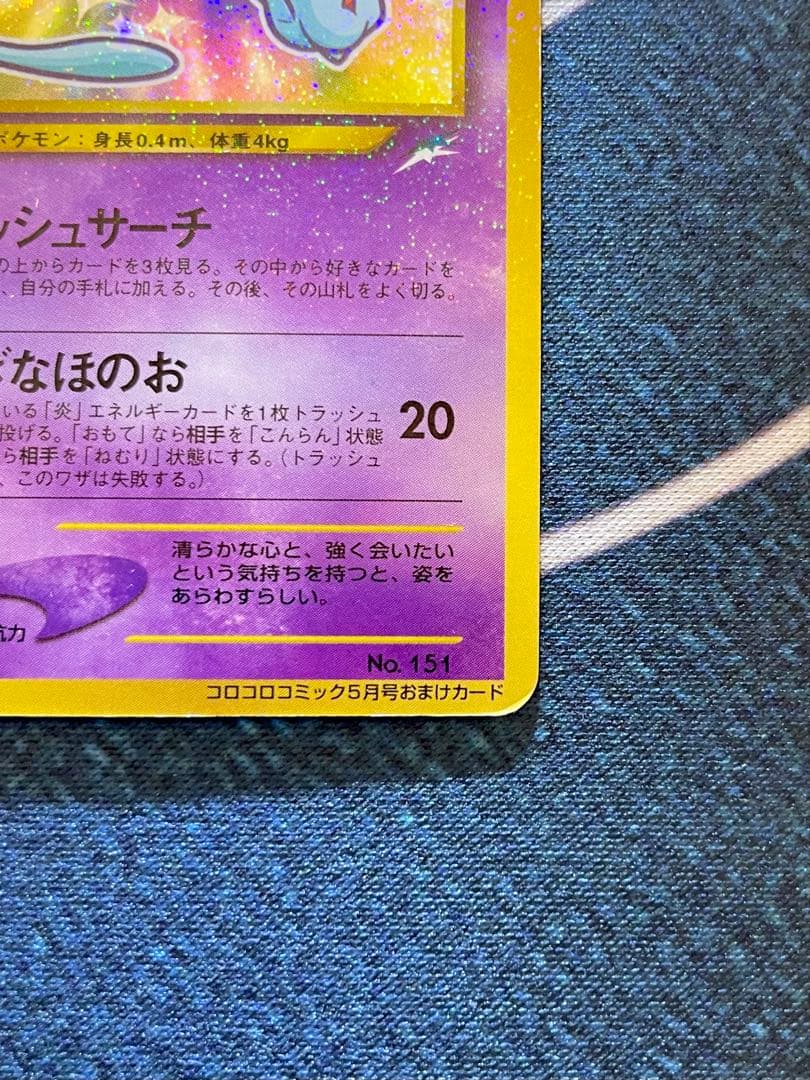 ポケモン：身長0.4m、体重4kg
ッシュサーチ
の上からカードを3枚見る。その中から好きなカードを
、自分の手札に加える。その後、その山札をよく切る。
ぎなほのお
いる「炎」エネルギーカードを1枚トラッシュ
投げる。「おもて」なら相手を「こんらん」状態
ら相手を「ねむり」状態にする。（トラッシュ
、このワザは失敗する。）
20
清らかな心と、強く会いたい
という気持ちを持つと、姿を
あらわすらしい。
抗力
No. 151
コロコロコミック5月号おまけカード